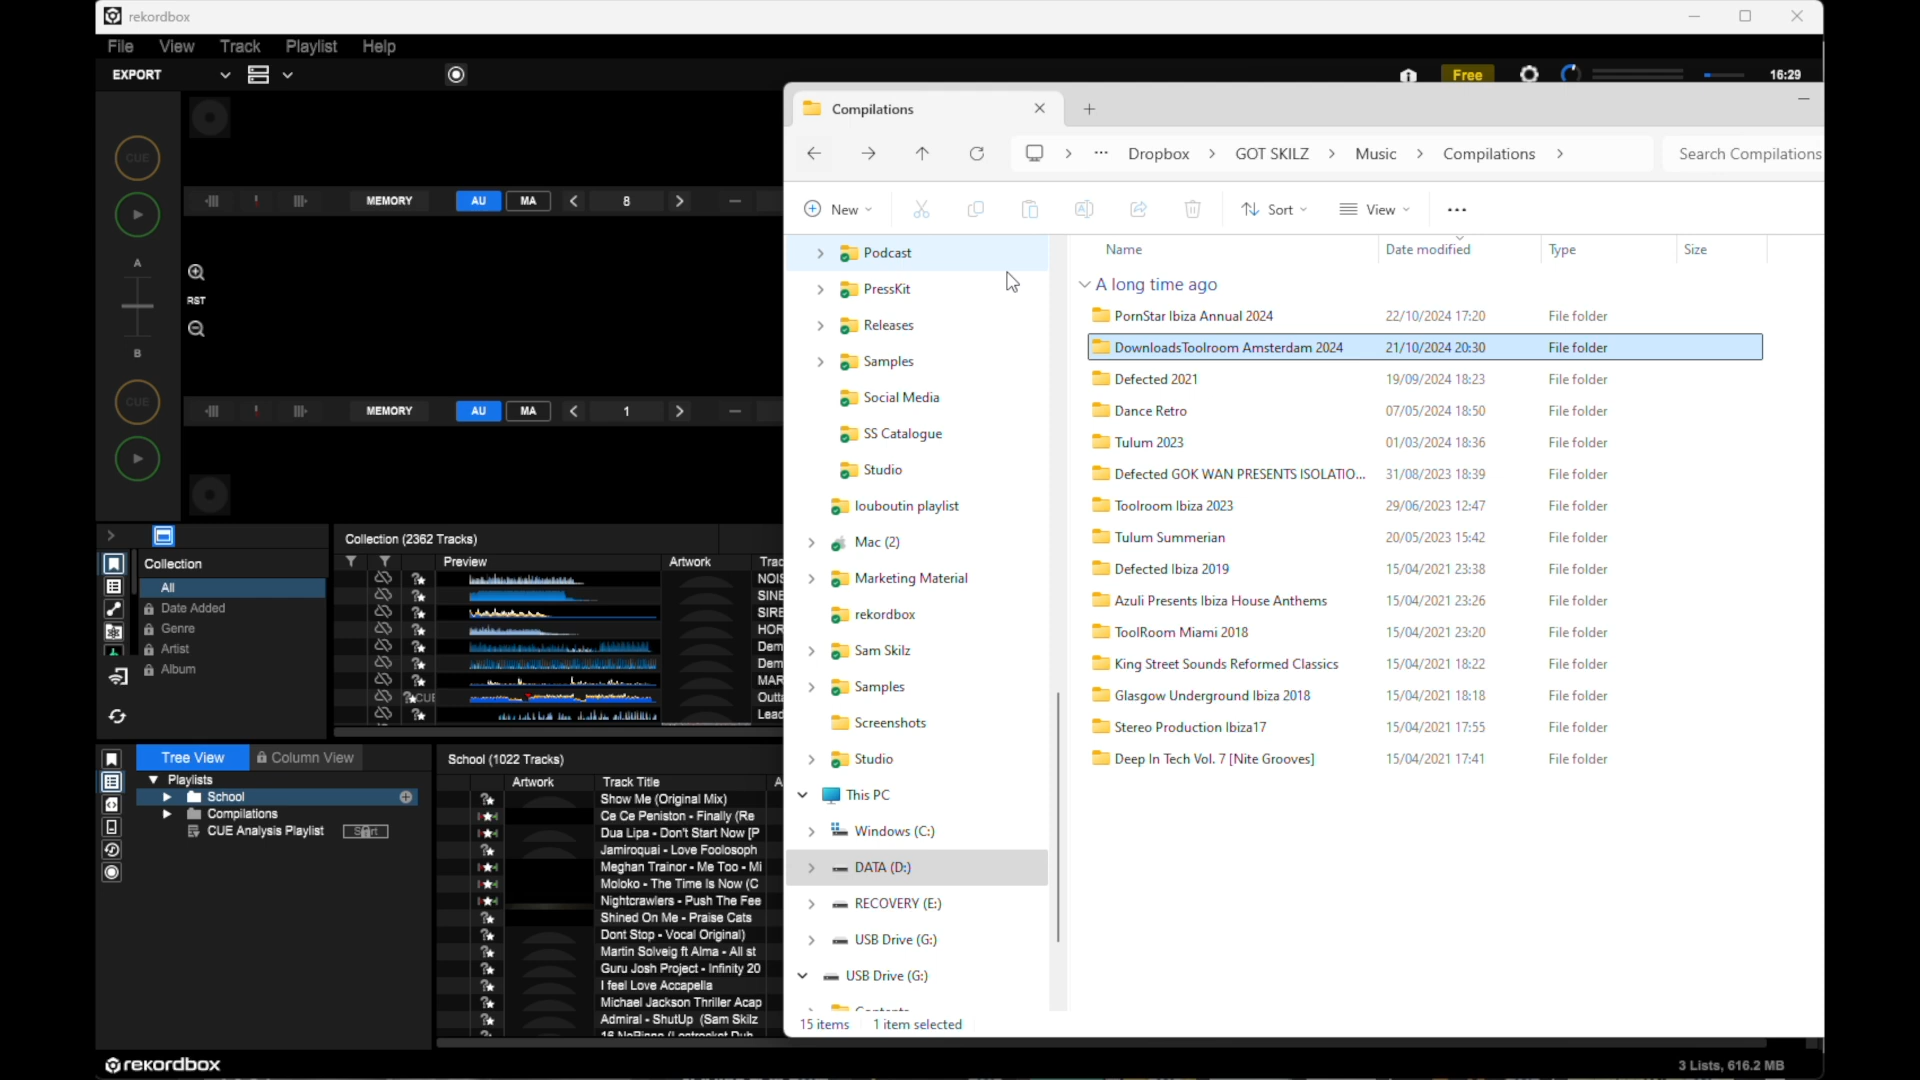 rekordbox
File View Track Playlist Help
EXPORT
Free
16:29
CUE
A
B
CUE
RST
MEMORY AU MA 8
MEMORY AU MA 1
Collection
All
Date Added
Genre
Artist
Album
Collection (2362 Tracks)
Preview Artwork Trac
NOIS
SINE
SIRE
HOR
Dem
Dem
MAR
CUE Outta
Lead
Tree View Column View
Playlists
School
Compilations
CUE Analysis Playlist Start
School (1022 Tracks)
Artwork Track Title A
Show Me (Original Mix)
Ce Ce Peniston - Finally (Re
Dua Lipa - Don't Start Now [P
Jamiroquai - Love Foolosoph
Meghan Trainor - Me Too - Mi
Moloko - The Time Is Now (C
Nightcrawlers - Push The Fee
Shined On Me - Praise Cats
Dont Stop - Vocal Original)
Martin Solveig ft Alma - All st
Guru Josh Project - Infinity 20
I feel Love Accapella
Michael Jackson Thriller Acap
Admiral - ShutUp (Sam Skilz
rekordbox
3 Lists, 616.2 MB
Compilations
Dropbox GOT SKILZ Music Compilations
Search Compilations
New Sort View
Podcast
PressKit
Releases
Samples
Social Media
SS Catalogue
Studio
louboutin playlist
Mac (2)
Marketing Material
rekordbox
Sam Skilz
Samples
Screenshots
Studio
This PC
Windows (C:)
DATA (D:)
RECOVERY (E:)
USB Drive (G:)
USB Drive (G:)
Contents
Name Date modified Type Size
A long time ago
PornStar Ibiza Annual 2024 22/10/2024 17:20 File folder
DownloadsToolroom Amsterdam 2024 21/10/2024 20:30 File folder
Defected 2021 19/09/2024 18:23 File folder
Dance Retro 07/05/2024 18:50 File folder
Tulum 2023 01/03/2024 18:36 File folder
Defected GOK WAN PRESENTS ISOLATIO... 31/08/2023 18:39 File folder
Toolroom Ibiza 2023 29/06/2023 12:47 File folder
Tulum Summerian 20/05/2023 15:42 File folder
Defected Ibiza 2019 15/04/2021 23:38 File folder
Azuli Presents Ibiza House Anthems 15/04/2021 23:26 File folder
ToolRoom Miami 2018 15/04/2021 23:20 File folder
King Street Sounds Reformed Classics 15/04/2021 18:22 File folder
Glasgow Underground Ibiza 2018 15/04/2021 18:18 File folder
Stereo Production Ibiza17 15/04/2021 17:55 File folder
Deep In Tech Vol. 7 [Nite Grooves] 15/04/2021 17:41 File folder
15 items 1 item selected